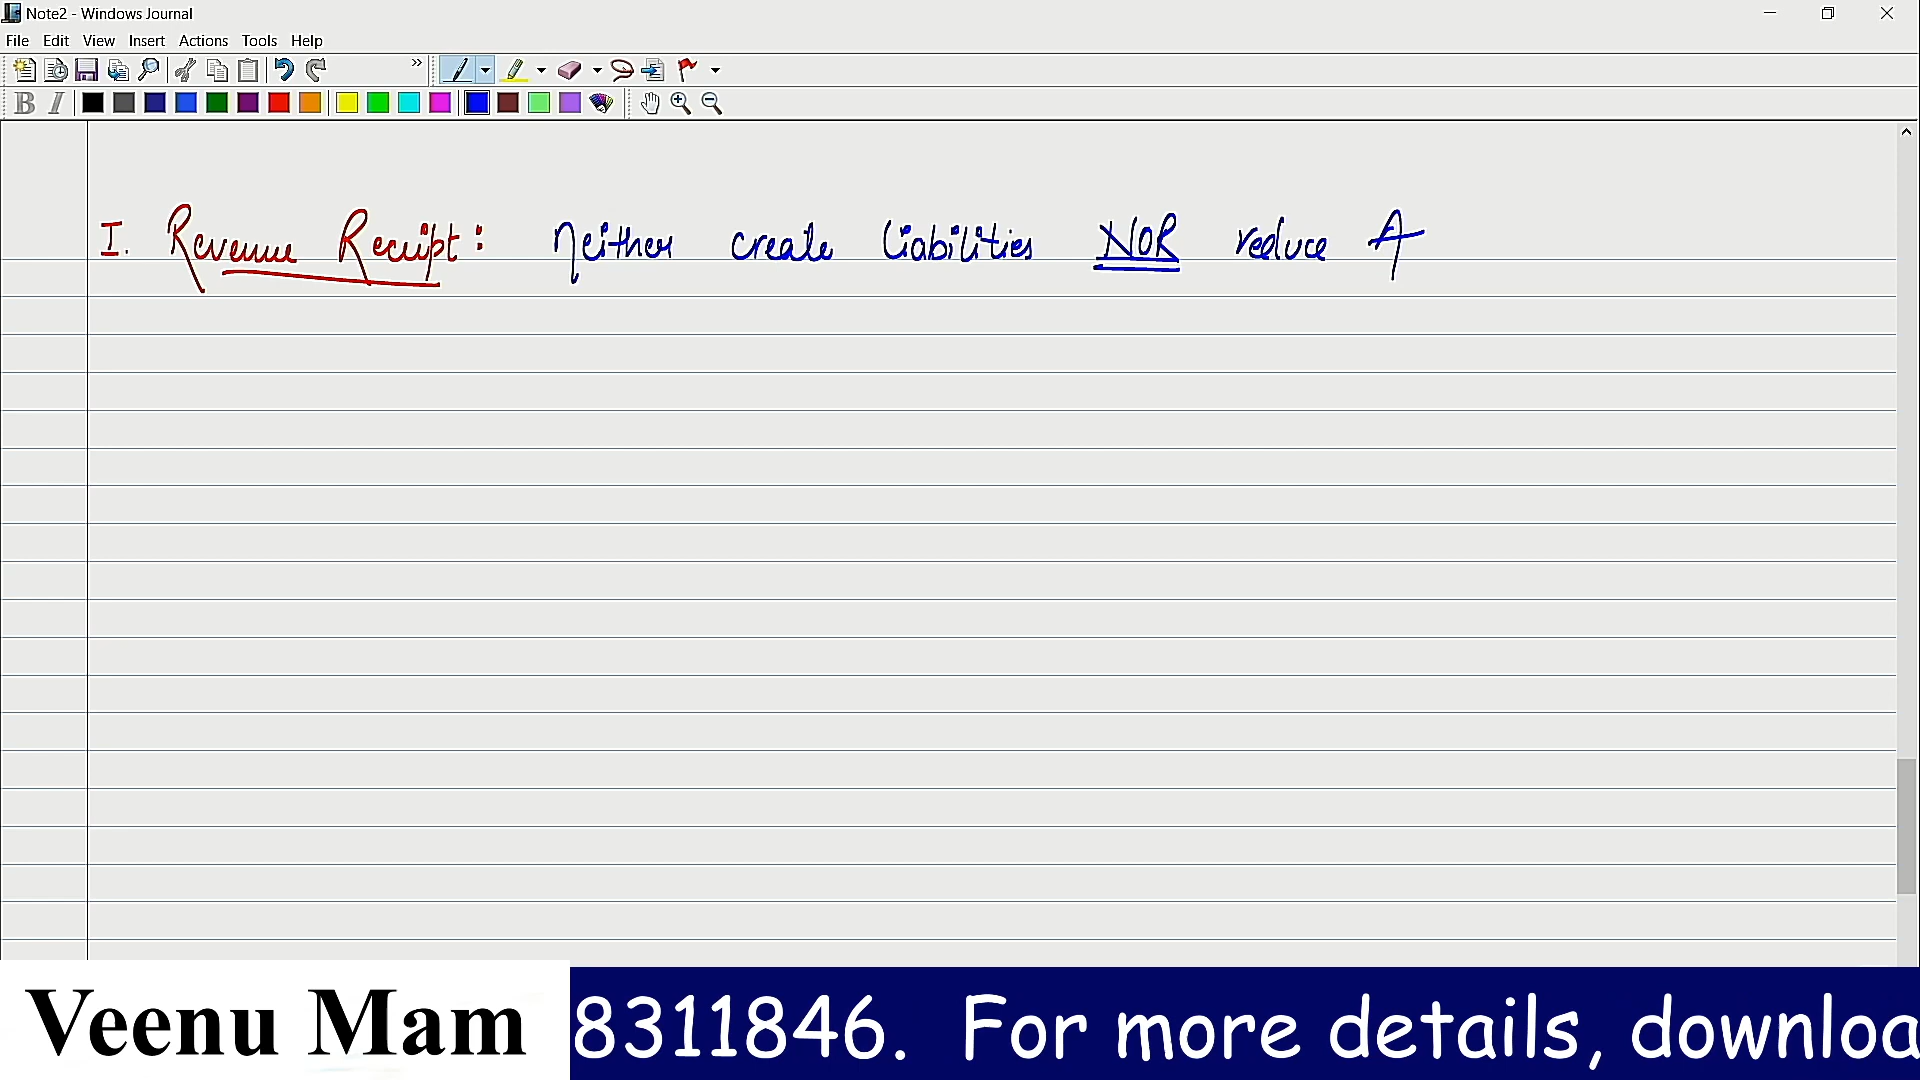 Note2 - Windows Journal
File Edit View Insert Actions Tools Help
B I
I. Revenue Receipt : Neither create liabilities NOR reduce A
Veenu Mam
8311846. For more details, downloa